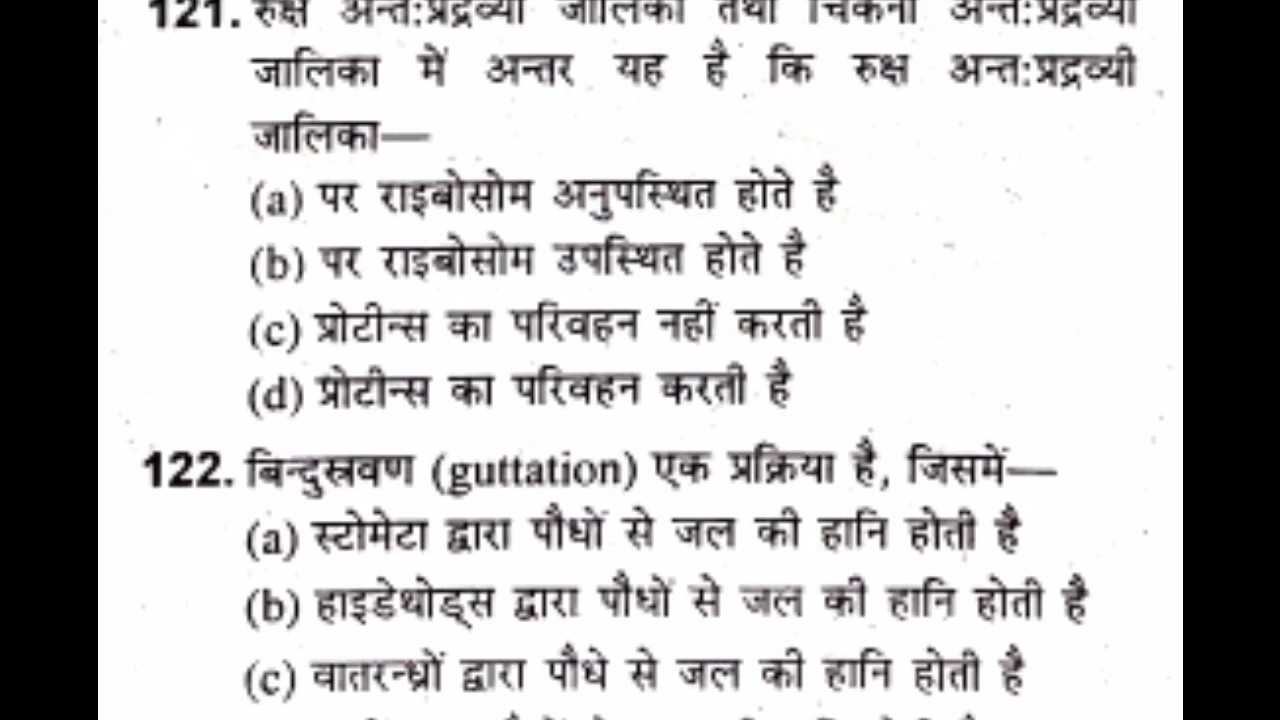 121. रुक्ष अन्त:प्रद्रव्यी जालिका तथा चिकनी अन्त:प्रद्रव्यी
जालिका में अन्तर यह है कि रुक्ष अन्त:प्रद्रव्यी
जालिका—
(a) पर राइबोसोम अनुपस्थित होते है
(b) पर राइबोसोम उपस्थित होते है
(c) प्रोटीन्स का परिवहन नहीं करती है
(d) प्रोटीन्स का परिवहन करती है
122. बिन्दुस्रवण (guttation) एक प्रक्रिया है, जिसमें—
(a) स्टोमेटा द्वारा पौधों से जल की हानि होती है
(b) हाइडेथोड्स द्वारा पौधों से जल की हानि होती है
(c) वातरन्ध्रों द्वारा पौधे से जल की हानि होती है